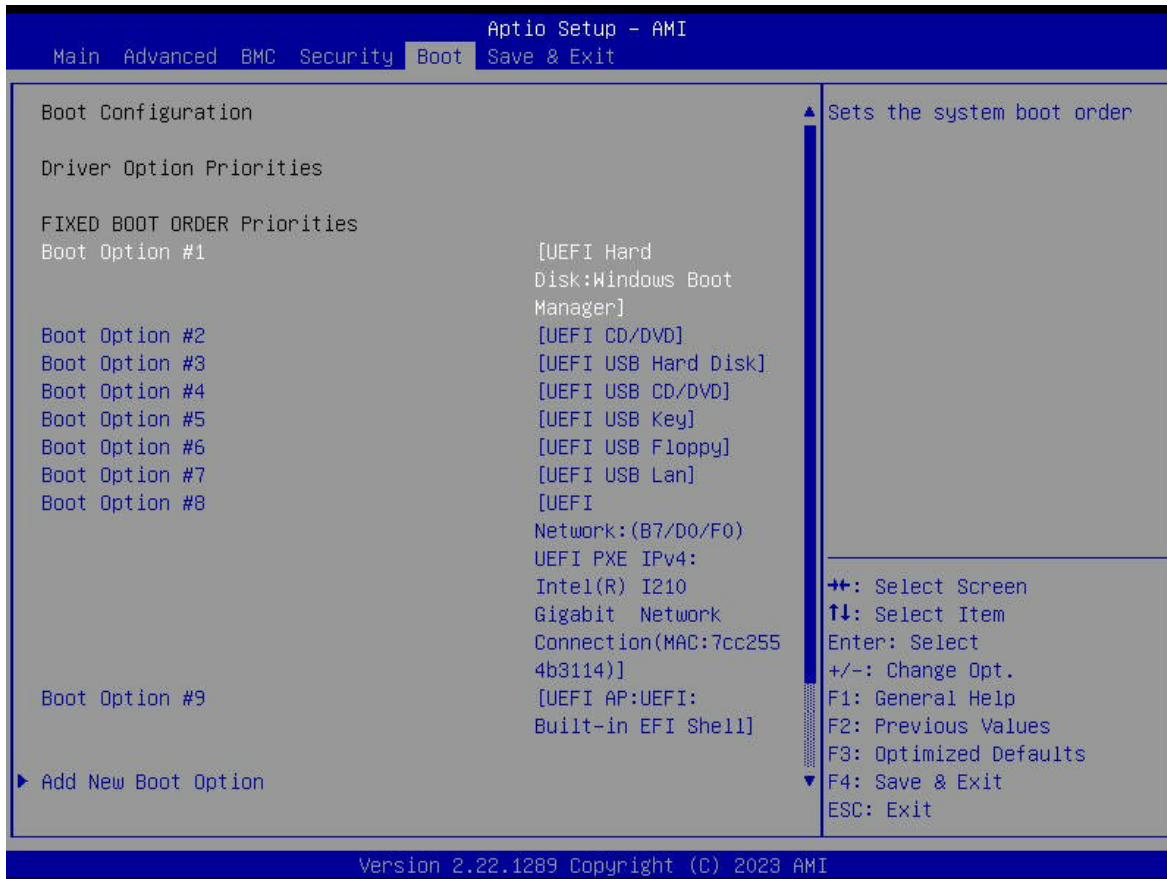 Aptio Setup – AMI
Main Advanced BMC Security Boot Save & Exit
Boot Configuration
Driver Option Priorities
FIXED BOOT ORDER Priorities
Boot Option #1 [UEFI Hard
Disk:Windows Boot
Manager]
Boot Option #2 [UEFI CD/DVD]
Boot Option #3 [UEFI USB Hard Disk]
Boot Option #4 [UEFI USB CD/DVD]
Boot Option #5 [UEFI USB Key]
Boot Option #6 [UEFI USB Floppy]
Boot Option #7 [UEFI USB Lan]
Boot Option #8 [UEFI
Network:(B7/D0/F0)
UEFI PXE IPv4:
Intel(R) I210
Gigabit  Network
Connection(MAC:7cc255
4b3114)]
Boot Option #9 [UEFI AP:UEFI:
Built-in EFI Shell]
Add New Boot Option
Sets the system boot order
→←: Select Screen
↑↓: Select Item
Enter: Select
+/-: Change Opt.
F1: General Help
F2: Previous Values
F3: Optimized Defaults
F4: Save & Exit
ESC: Exit
Version 2.22.1289 Copyright (C) 2023 AMI